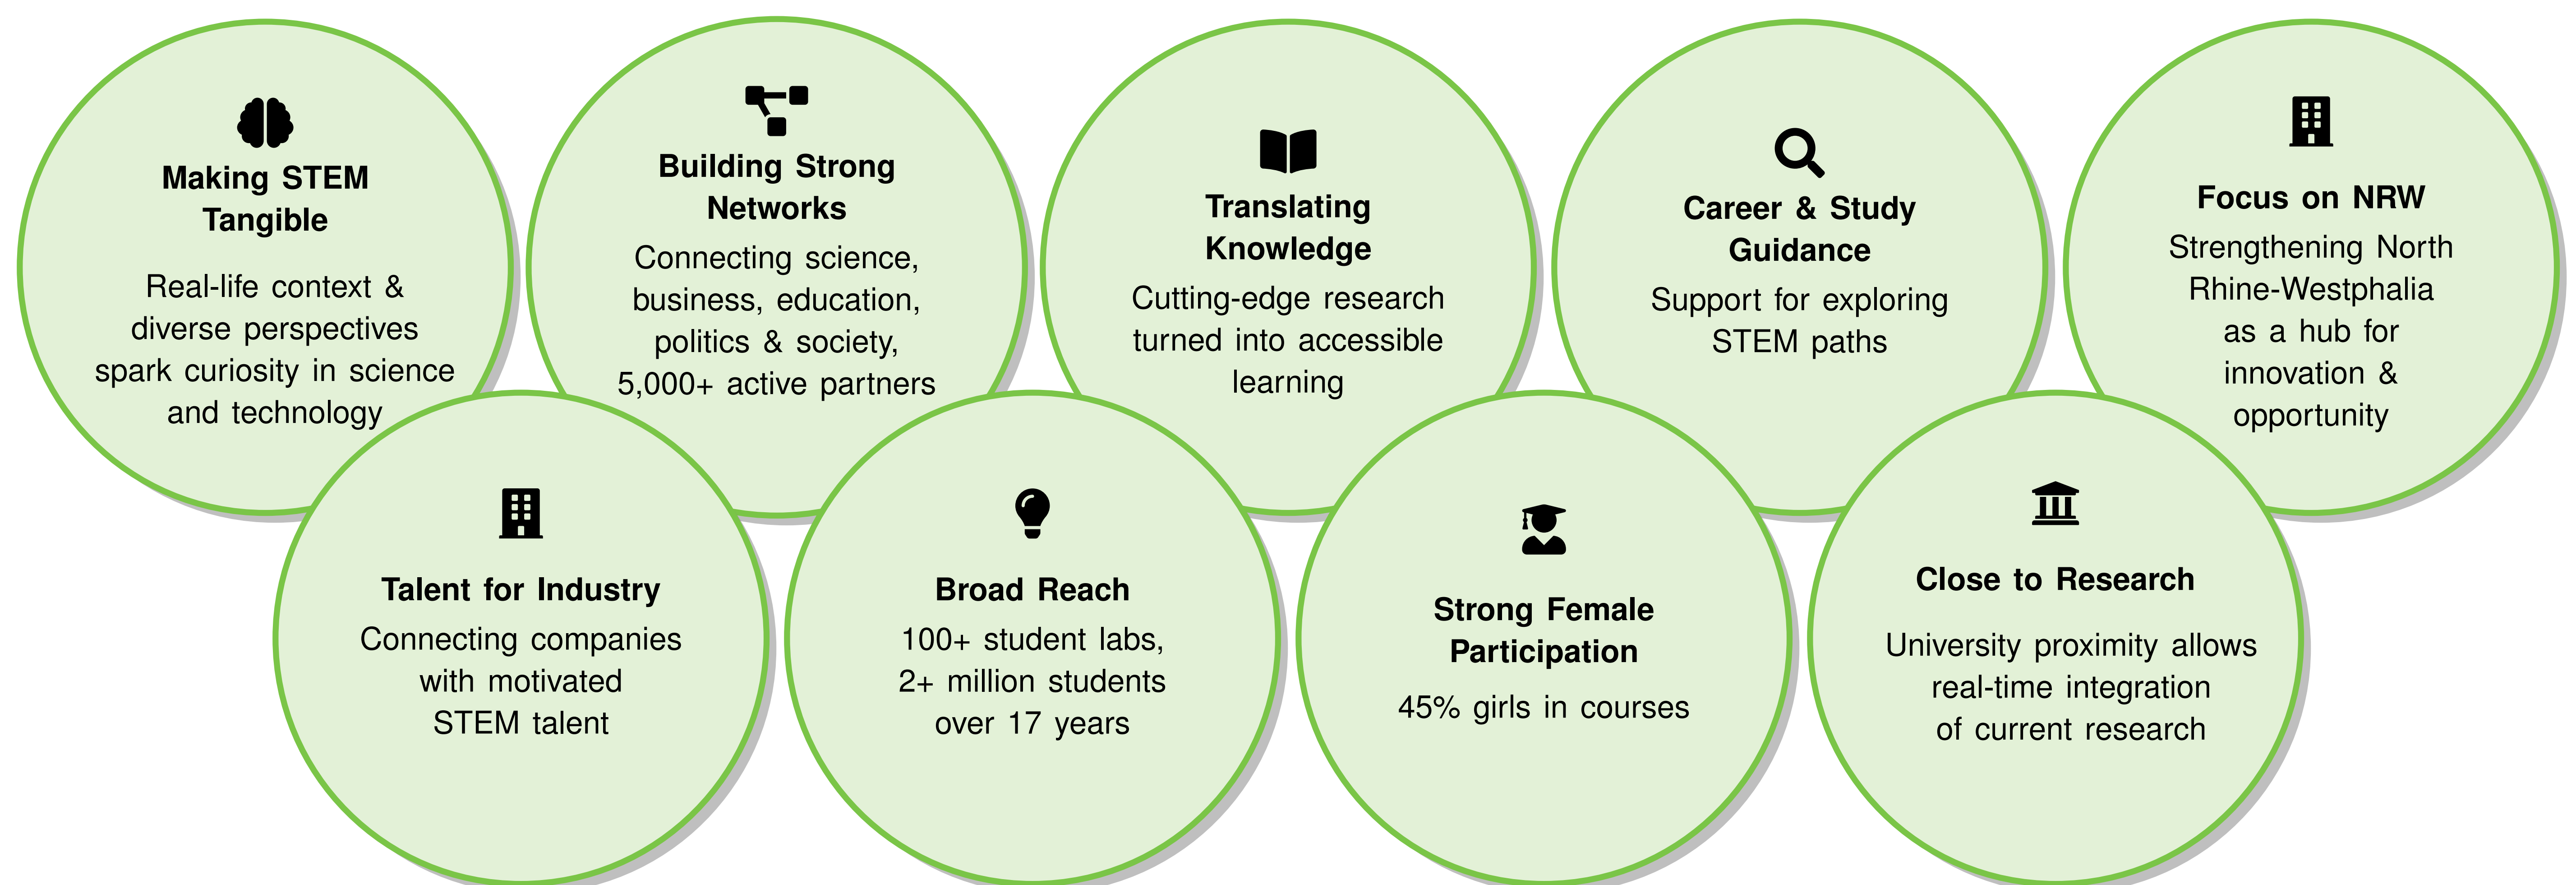 Making STEM
Tangible
Real-life context &
diverse perspectives
spark curiosity in science
and technology
Building Strong
Networks
Connecting science,
business, education,
politics & society,
5,000+ active partners
Translating
Knowledge
Cutting-edge research
turned into accessible
learning
Career & Study
Guidance
Support for exploring
STEM paths
Focus on NRW
Strengthening North
Rhine-Westphalia
as a hub for
innovation &
opportunity
Talent for Industry
Connecting companies
with motivated
STEM talent
Broad Reach
100+ student labs,
2+ million students
over 17 years
Strong Female
Participation
45% girls in courses
Close to Research
University proximity allows
real-time integration
of current research